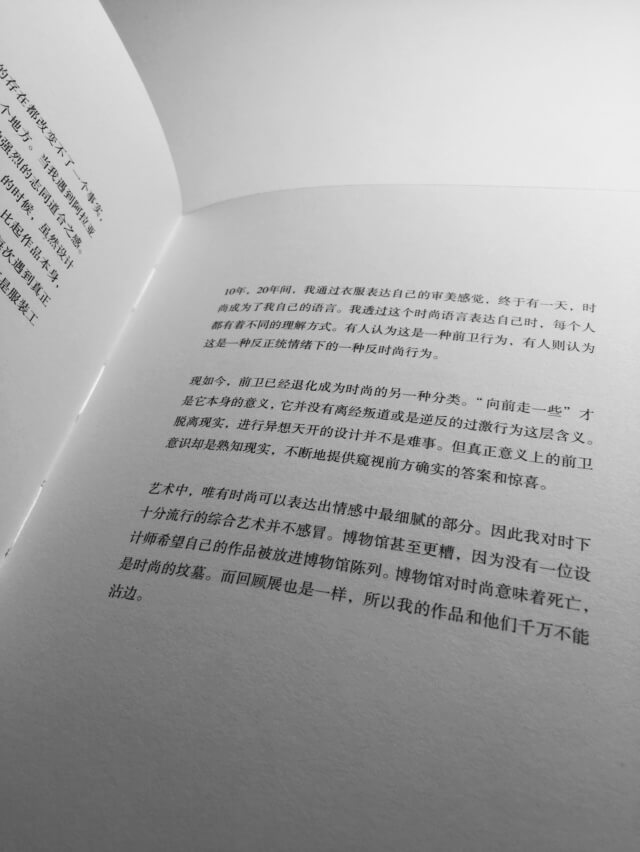 的存在都改变不了一个事实,
个地方。当我遇到阿拉亚
强烈的志同道合之感。
的时候，虽然设计
比起作品本身，
次遇到真正
是服装工
10年，20年间，我通过衣服表达自己的审美感觉，终于有一天，时
尚成为了我自己的语言。我透过这个时尚语言表达自己时，每个人
都有着不同的理解方式。有人认为这是一种前卫行为，有人则认为
这是一种反正统情绪下的一种反时尚行为。
现如今，前卫已经退化成为时尚的另一种分类。“向前走一些”才
是它本身的意义，它并没有离经叛道或是逆反的过激行为这层含义。
脱离现实，进行异想天开的设计并不是难事。但真正意义上的前卫
意识却是熟知现实，不断地提供窥视前方确实的答案和惊喜。
艺术中，唯有时尚可以表达出情感中最细腻的部分。因此我对时下
十分流行的综合艺术并不感冒。博物馆甚至更糟，因为没有一位设
计师希望自己的作品被放进博物馆陈列。博物馆对时尚意味着死亡，
是时尚的坟墓。而回顾展也是一样，所以我的作品和他们千万不能
沾边。